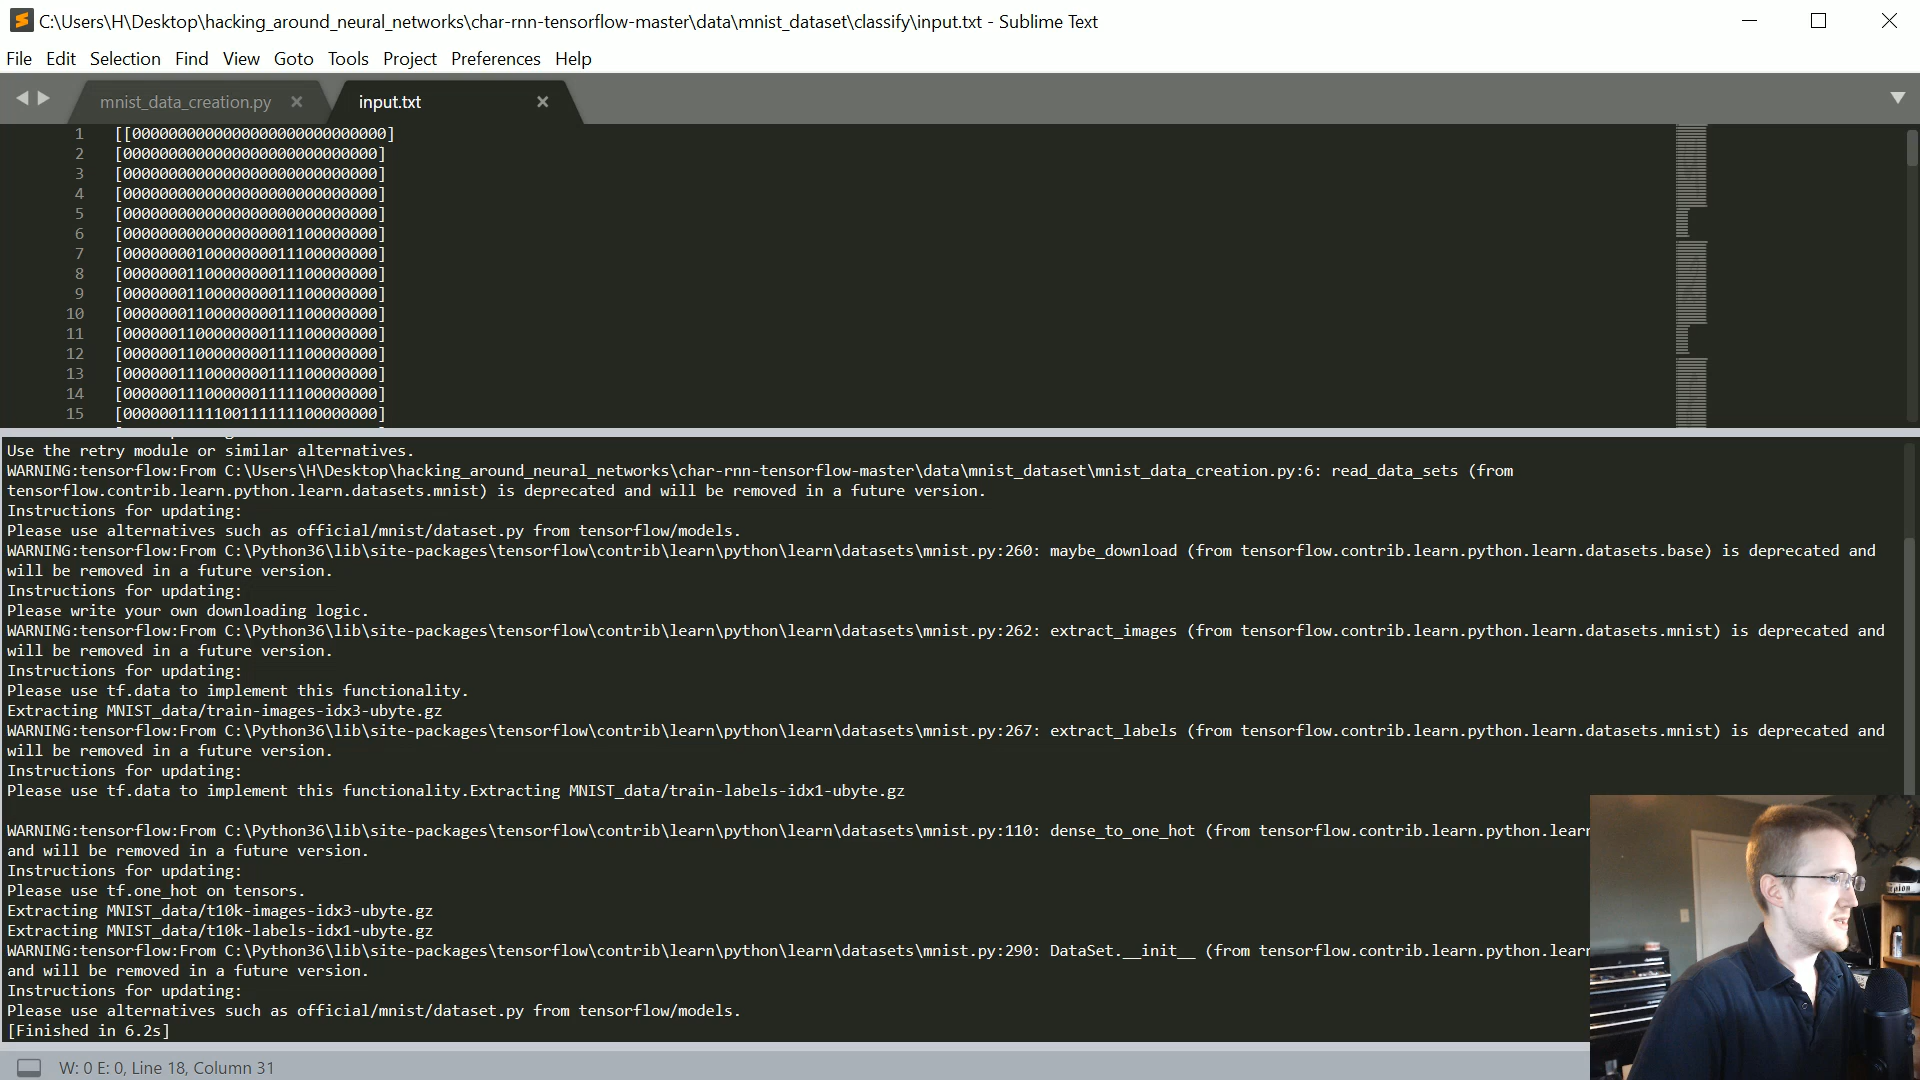 C:\Users\H\Desktop\hacking_around_neural_networks\char-rnn-tensorflow-master\data\mnist_dataset\classify\input.txt - Sublime Text
File Edit Selection Find View Goto Tools Project Preferences Help
mnist_data_creation.py
input.txt
1 [[0000000000000000000000000000]
2 [0000000000000000000000000000]
3 [0000000000000000000000000000]
4 [0000000000000000000000000000]
5 [0000000000000000000000000000]
6 [0000000000000000001100000000]
7 [0000000010000000011100000000]
8 [0000000110000000011100000000]
9 [0000000110000000011100000000]
10 [0000000110000000011100000000]
11 [0000001100000000111100000000]
12 [0000001100000000111100000000]
13 [0000001110000000111100000000]
14 [0000001110000001111100000000]
15 [0000001111100111111100000000]
Use the retry module or similar alternatives.
WARNING:tensorflow:From C:\Users\H\Desktop\hacking_around_neural_networks\char-rnn-tensorflow-master\data\mnist_dataset\mnist_data_creation.py:6: read_data_sets (from
tensorflow.contrib.learn.python.learn.datasets.mnist) is deprecated and will be removed in a future version.
Instructions for updating:
Please use alternatives such as official/mnist/dataset.py from tensorflow/models.
WARNING:tensorflow:From C:\Python36\lib\site-packages\tensorflow\contrib\learn\python\learn\datasets\mnist.py:260: maybe_download (from tensorflow.contrib.learn.python.learn.datasets.base) is deprecated and
will be removed in a future version.
Instructions for updating:
Please write your own downloading logic.
WARNING:tensorflow:From C:\Python36\lib\site-packages\tensorflow\contrib\learn\python\learn\datasets\mnist.py:262: extract_images (from tensorflow.contrib.learn.python.learn.datasets.mnist) is deprecated and
will be removed in a future version.
Instructions for updating:
Please use tf.data to implement this functionality.
Extracting MNIST_data/train-images-idx3-ubyte.gz
WARNING:tensorflow:From C:\Python36\lib\site-packages\tensorflow\contrib\learn\python\learn\datasets\mnist.py:267: extract_labels (from tensorflow.contrib.learn.python.learn.datasets.mnist) is deprecated and
will be removed in a future version.
Instructions for updating:
Please use tf.data to implement this functionality.Extracting MNIST_data/train-labels-idx1-ubyte.gz
WARNING:tensorflow:From C:\Python36\lib\site-packages\tensorflow\contrib\learn\python\learn\datasets\mnist.py:110: dense_to_one_hot (from tensorflow.contrib.learn.python.learn
and will be removed in a future version.
Instructions for updating:
Please use tf.one_hot on tensors.
Extracting MNIST_data/t10k-images-idx3-ubyte.gz
Extracting MNIST_data/t10k-labels-idx1-ubyte.gz
WARNING:tensorflow:From C:\Python36\lib\site-packages\tensorflow\contrib\learn\python\learn\datasets\mnist.py:290: DataSet.__init__ (from tensorflow.contrib.learn.python.learn
and will be removed in a future version.
Instructions for updating:
Please use alternatives such as official/mnist/dataset.py from tensorflow/models.
[Finished in 6.2s]
W: 0 E: 0, Line 18, Column 31